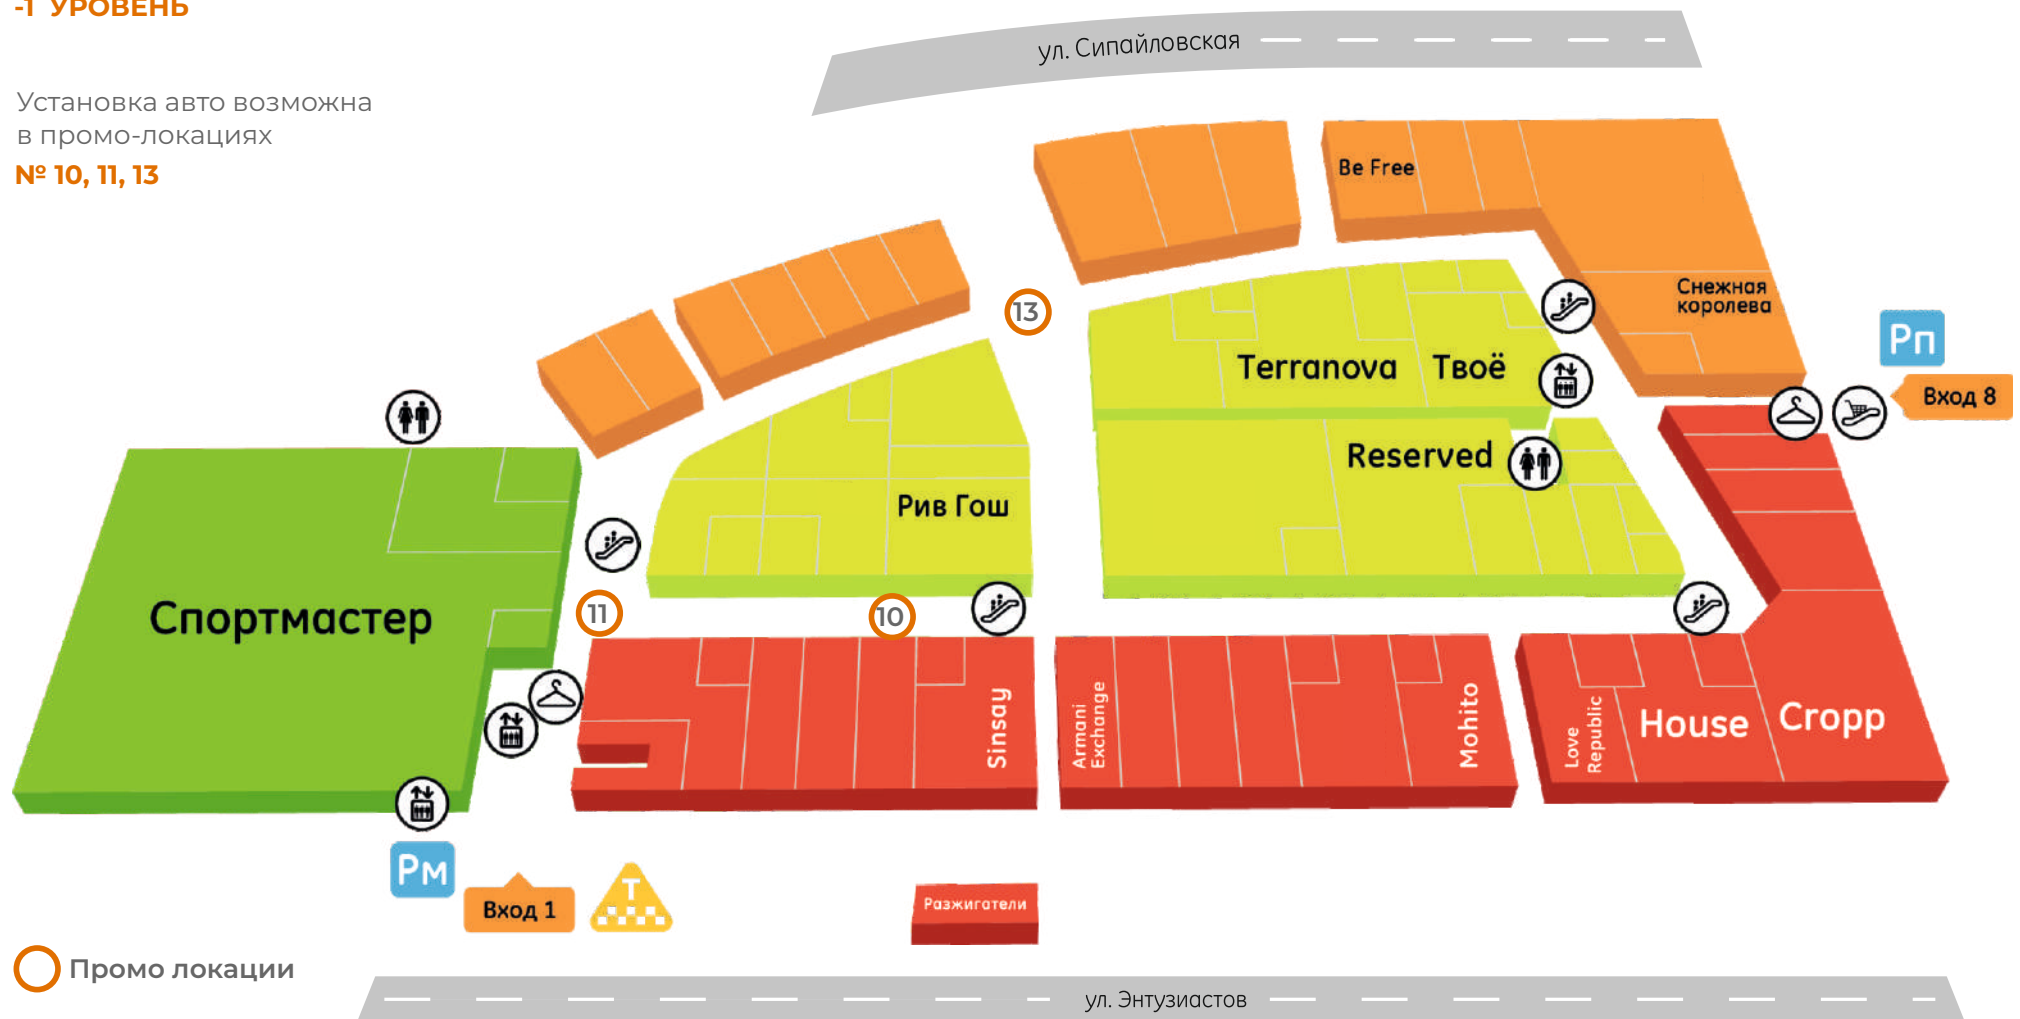 -1 УРОВЕНЬ
ул. Сипайловская
Установка авто возможна
в промо-локациях
№ 10, 11, 13
Be Free
Снежная
королева
13
Рп
Terranova
Твоё
Вход 8
Reserved
Рив Гош
Спортмастер
11
10
Sinsay
Armani
Exchange
Mohito
Love
Republic
House
Cropp
Рм
Вход 1
Т
Разжигатели
Промо локации
ул. Энтузиастов